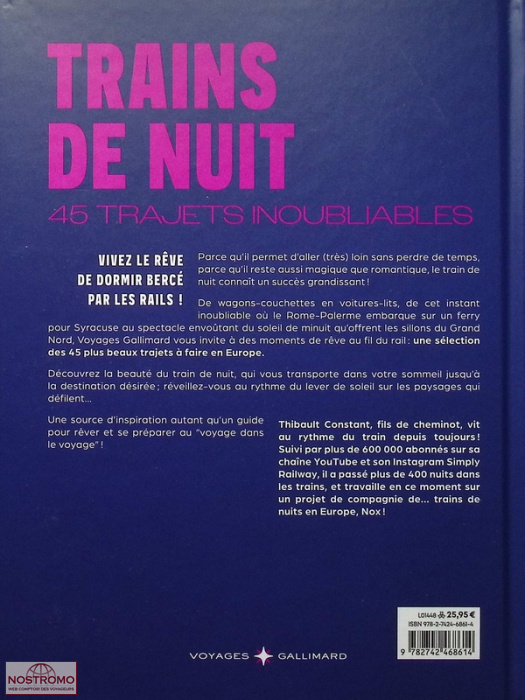 TRAINS
DE NUIT
45 TRAJETS INOUBLIABLES
VIVEZ LE RÊVE
DE DORMIR BERCÉ
PAR LES RAILS !
Parce qu'il permet d'aller (très) loin sans perdre de temps,
parce qu'il reste aussi magique que romantique, le train de
nuit connaît un succès grandissant !
De wagons-couchettes en voitures-lits, de cet instant
inoubliable où le Rome-Palerme embarque sur un ferry
pour Syracuse au spectacle envoûtant du soleil de minuit qu'offrent les sillons du Grand
Nord, Voyages Gallimard vous invite à des moments de rêve au fil du rail : une sélection
des 45 plus beaux trajets à faire en Europe.
Découvrez la beauté du train de nuit, qui vous transporte dans votre sommeil jusqu'à
la destination désirée ; réveillez-vous au rythme du lever de soleil sur les paysages qui
défilent...
Une source d'inspiration autant qu'un guide
pour rêver et se préparer au "voyage dans
le voyage" !
Thibault Constant, fils de cheminot, vit
au rythme du train depuis toujours !
Suivi par plus de 600 000 abonnés sur sa
chaîne YouTube et son Instagram Simply
Railway, il a passé plus de 400 nuits dans
les trains, et travaille en ce moment sur
un projet de compagnie de... trains de
nuits en Europe, Nox !
L01448 25,95 €
ISBN 978-2-7424-6861-4
9 782742 468614
VOYAGES GALLIMARD
NOSTROMO
WEB COMPTOIR DES VOYAGEURS